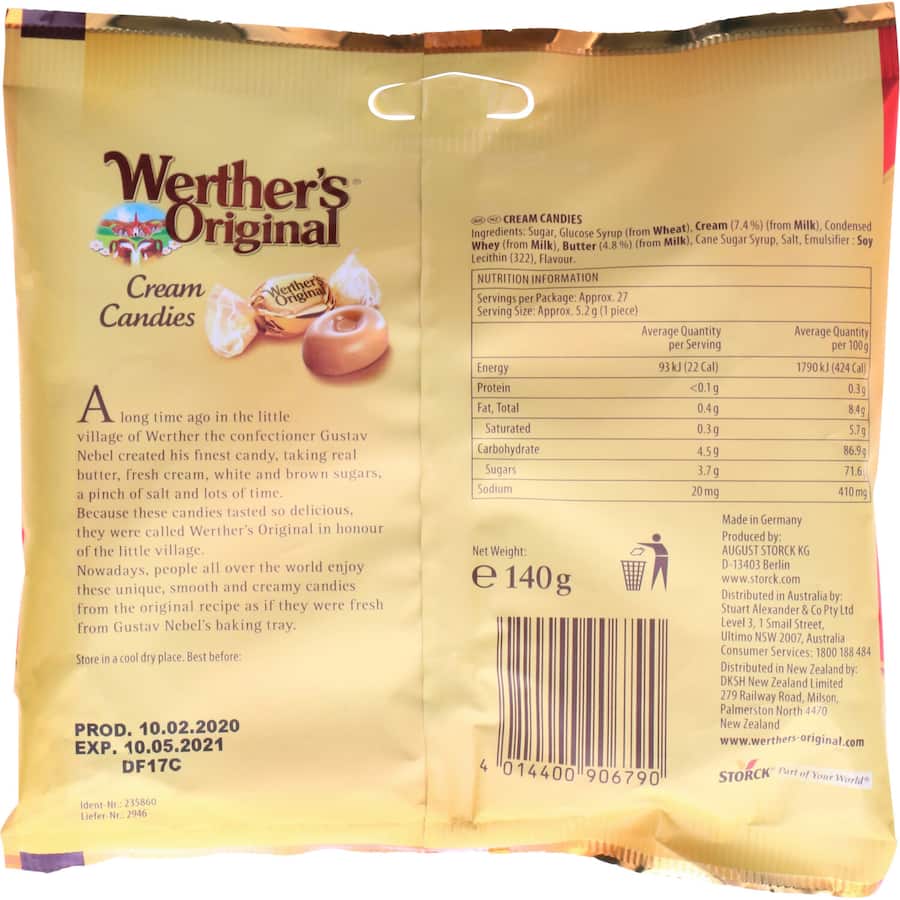 Werther's
Original
Cream
Candies
Werther's
Original
A long time ago in the little
village of Werther the confectioner Gustav
Nebel created his finest candy, taking real
butter, fresh cream, white and brown sugars,
a pinch of salt and lots of time.
Because these candies tasted so delicious,
they were called Werther's Original in honour
of the little village.
Nowadays, people all over the world enjoy
these unique, smooth and creamy candies
from the original recipe as if they were fresh
from Gustav Nebel's baking tray.
Store in a cool dry place. Best before:
PROD. 10.02.2020
EXP. 10.05.2021
DF17C
Ident-Nr.: 235860
Liefer-Nr.: 2946
CREAM CANDIES
Ingredients: Sugar, Glucose Syrup (from Wheat), Cream (7.4 %) (from Milk), Condensed
Whey (from Milk), Butter (4.8 %) (from Milk), Cane Sugar Syrup, Salt, Emulsifier : Soy
Lecithin (322), Flavour.
NUTRITION INFORMATION
Servings per Package: Approx. 27
Serving Size: Approx. 5.2 g (1 piece)
Average Quantity Average Quantity
per Serving per 100 g
Energy 93 kJ (22 Cal) 1790 kJ (424 Cal)
Protein <0.1 g 0.3 g
Fat, Total 0.4 g 8.4 g
Saturated 0.3 g 5.7 g
Carbohydrate 4.5 g 86.9 g
Sugars 3.7 g 71.6
Sodium 20 mg 410 mg
Net Weight:
e 140 g
4 014400 906790
Made in Germany
Produced by:
AUGUST STORCK KG
D-13403 Berlin
www.storck.com
Distributed in Australia by:
Stuart Alexander & Co Pty Ltd
Level 3, 1 Smail Street,
Ultimo NSW 2007, Australia
Consumer Services: 1800 188 484
Distributed in New Zealand by:
DKSH New Zealand Limited
279 Railway Road, Milson,
Palmerston North 4470
New Zealand
www.werthers-original.com
STORCK® Part of Your World®